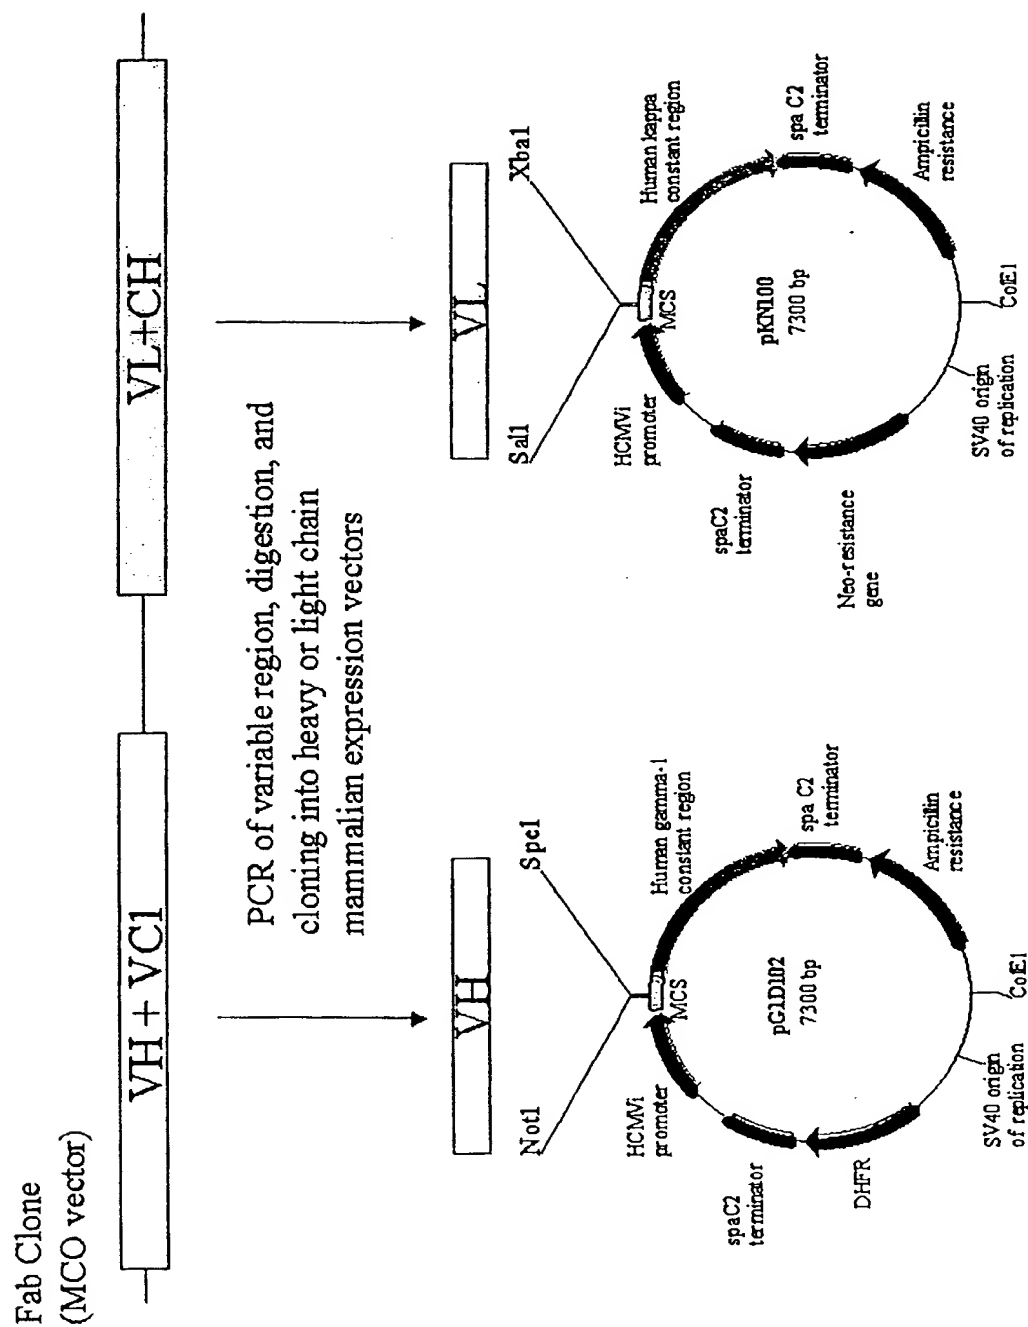 Fab Clone
(MCO vector)
VH + VC1
VL+CH
PCR of variable region, digestion, and
cloning into heavy or light chain
mammalian expression vectors
VH
Not1
Spe1
HCMVi
promoter
MCS
Human gamma-1
constant region
spa C2
terminator
Ampicillin
resistance
ColE1
SV40 origin
of replication
DHFR
spaC2
terminator
pG1D102
7300 bp
VL
Sal1
Xba1
HCMVi
promoter
MCS
Human kappa
constant region
spa C2
terminator
Ampicillin
resistance
ColE1
SV40 origin
of replication
Neo-resistance
gene
spaC2
terminator
pKN100
7300 bp